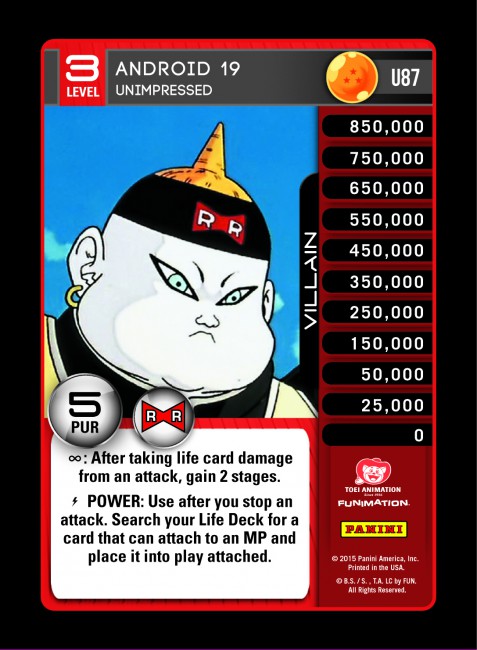 3
LEVEL
ANDROID 19
UNIMPRESSED
U87
850,000
750,000
650,000
550,000
450,000
350,000
250,000
150,000
50,000
25,000
0
VILLAIN
R R
5
PUR
R R
∞: After taking life card damage
from an attack, gain 2 stages.
⚡ POWER: Use after you stop an
attack. Search your Life Deck for a
card that can attach to an MP and
place it into play attached.
TOEI ANIMATION
Since 1956
FUNIMATION.
PANINI
© 2015 Panini America, Inc.
Printed in the USA.
© B.S. / S. , T.A. LC by FUN.
All Rights Reserved.